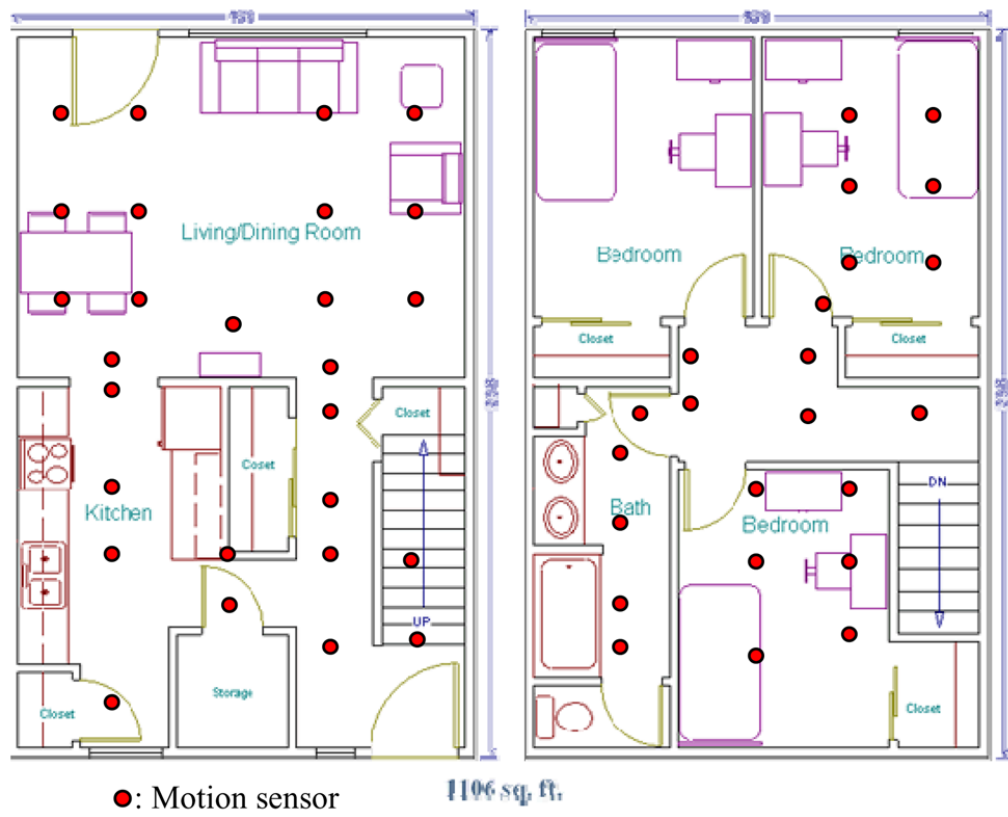 Living/Dining Room
Closet
Coset
Kitchen
UP
Storage
Closet
Bedroom
Bedroom
Closet
Closet
Bath
Bedroom
DN
Closet
: Motion sensor
1106 sq. ft.